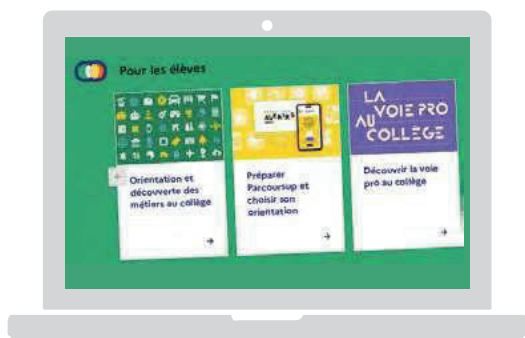 Pour les élèves
LA
VOIE PRO
AU
COLLÈGE
Orientation et
découverte des
métiers au collège
Préparer
Parcoursup et
choisir son
orientation
Découvrir la voie
pro au collège